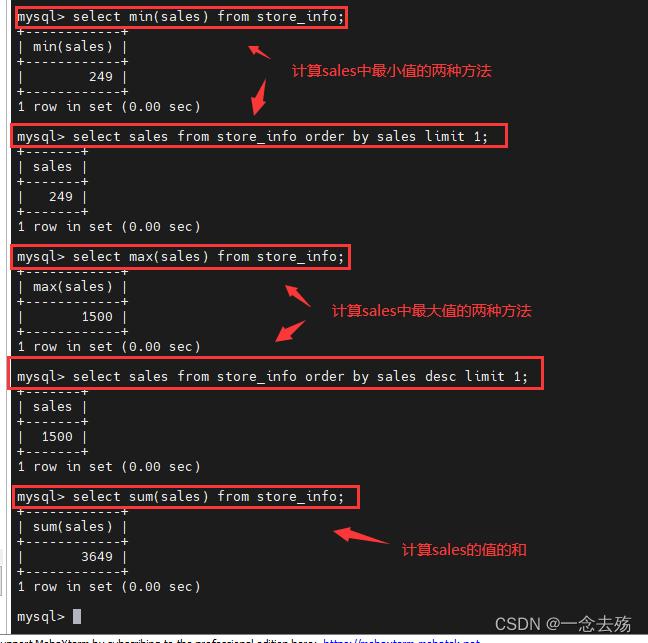 mysql> select min(sales) from store_info;
+------------+
| min(sales) |
+------------+
| 249 |
+------------+
1 row in set (0.00 sec)
计算sales中最小值的两种方法
mysql> select sales from store_info order by sales limit 1;
+-------+
| sales |
+-------+
| 249 |
+-------+
1 row in set (0.00 sec)
mysql> select max(sales) from store_info;
+------------+
| max(sales) |
+------------+
| 1500 |
+------------+
1 row in set (0.00 sec)
计算sales中最大值的两种方法
mysql> select sales from store_info order by sales desc limit 1;
+-------+
| sales |
+-------+
| 1500 |
+-------+
1 row in set (0.00 sec)
mysql> select sum(sales) from store_info;
+------------+
| sum(sales) |
+------------+
| 3649 |
+------------+
1 row in set (0.00 sec)
计算sales的值的和
mysql>
CSDN @一念去殇